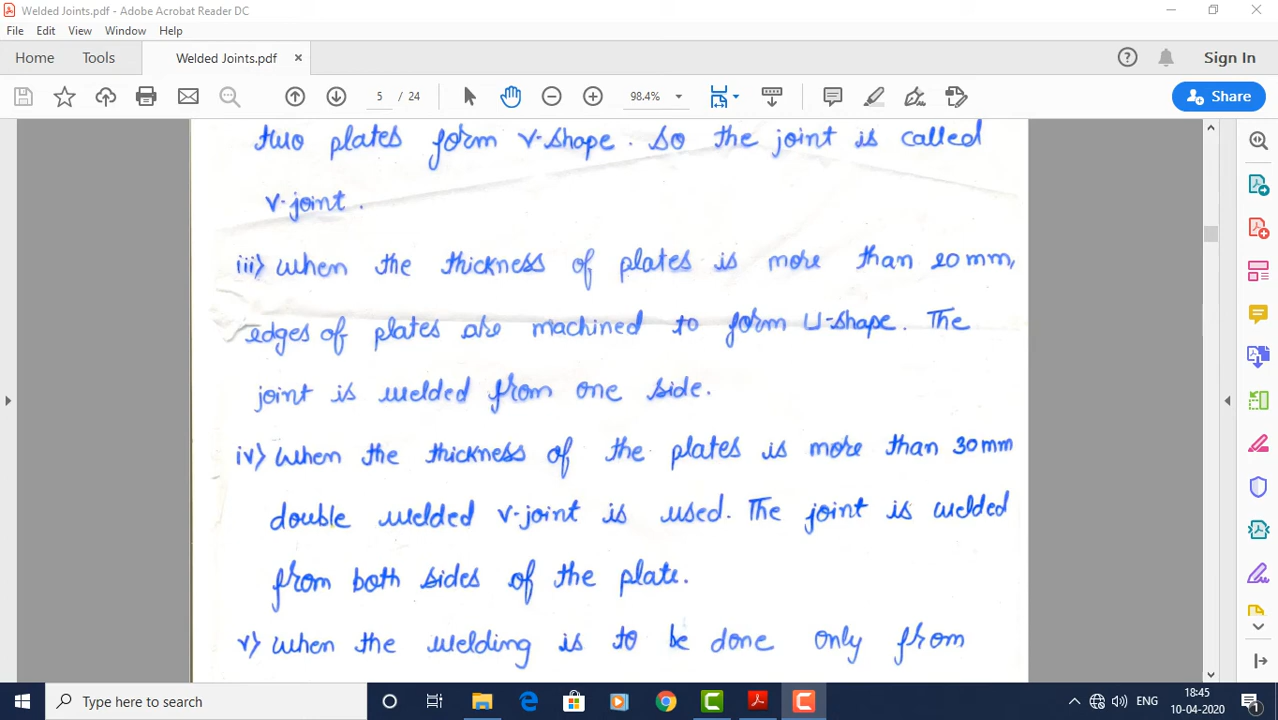 Welded Joints.pdf - Adobe Acrobat Reader DC
File Edit View Window Help
Home Tools Welded Joints.pdf × Sign In
5 / 24 98.4% Share
two plates form V-shape. So the joint is called
V-joint.
iii) When the thickness of plates is more than 20 mm,
edges of plates are machined to form U-shape. The
joint is welded from one side.
iv) When the thickness of the plates is more than 30mm
double welded V-joint is used. The joint is welded
from both sides of the plate.
v) When the welding is to be done only from
Type here to search
ENG
18:45
10-04-2020
1